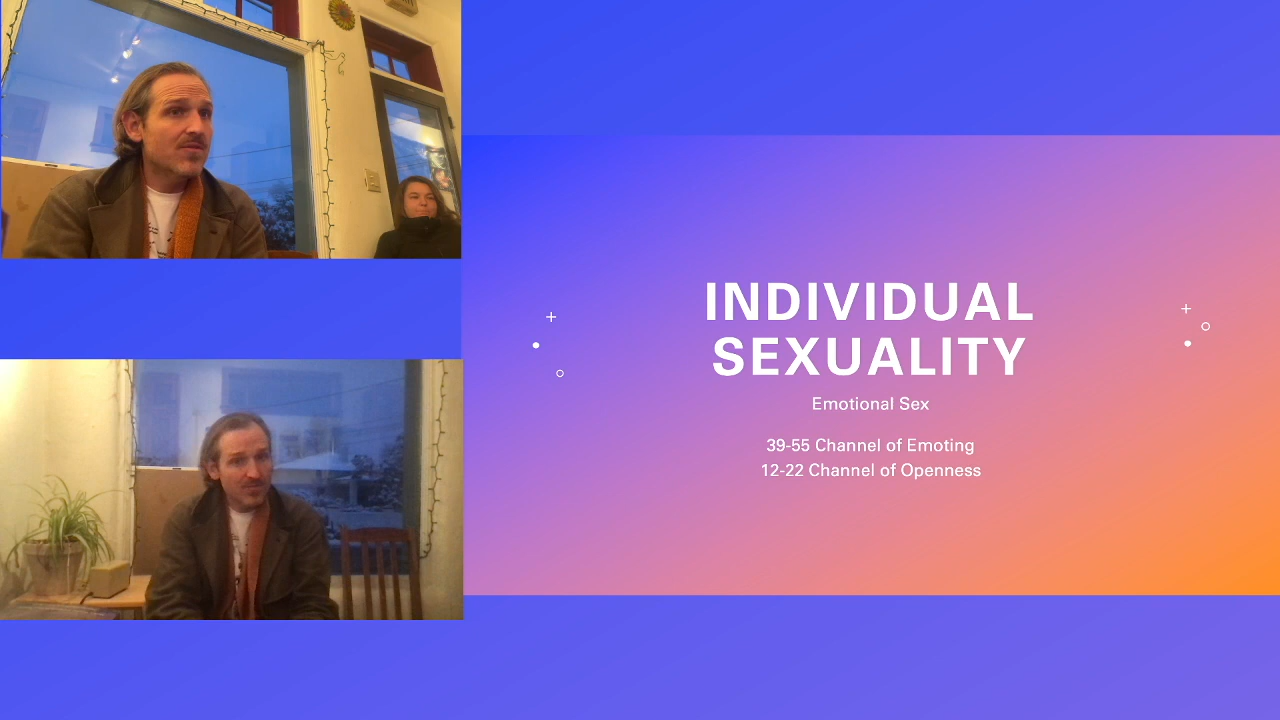 INDIVIDUAL
SEXUALITY
Emotional Sex
39-55 Channel of Emoting
12-22 Channel of Openness